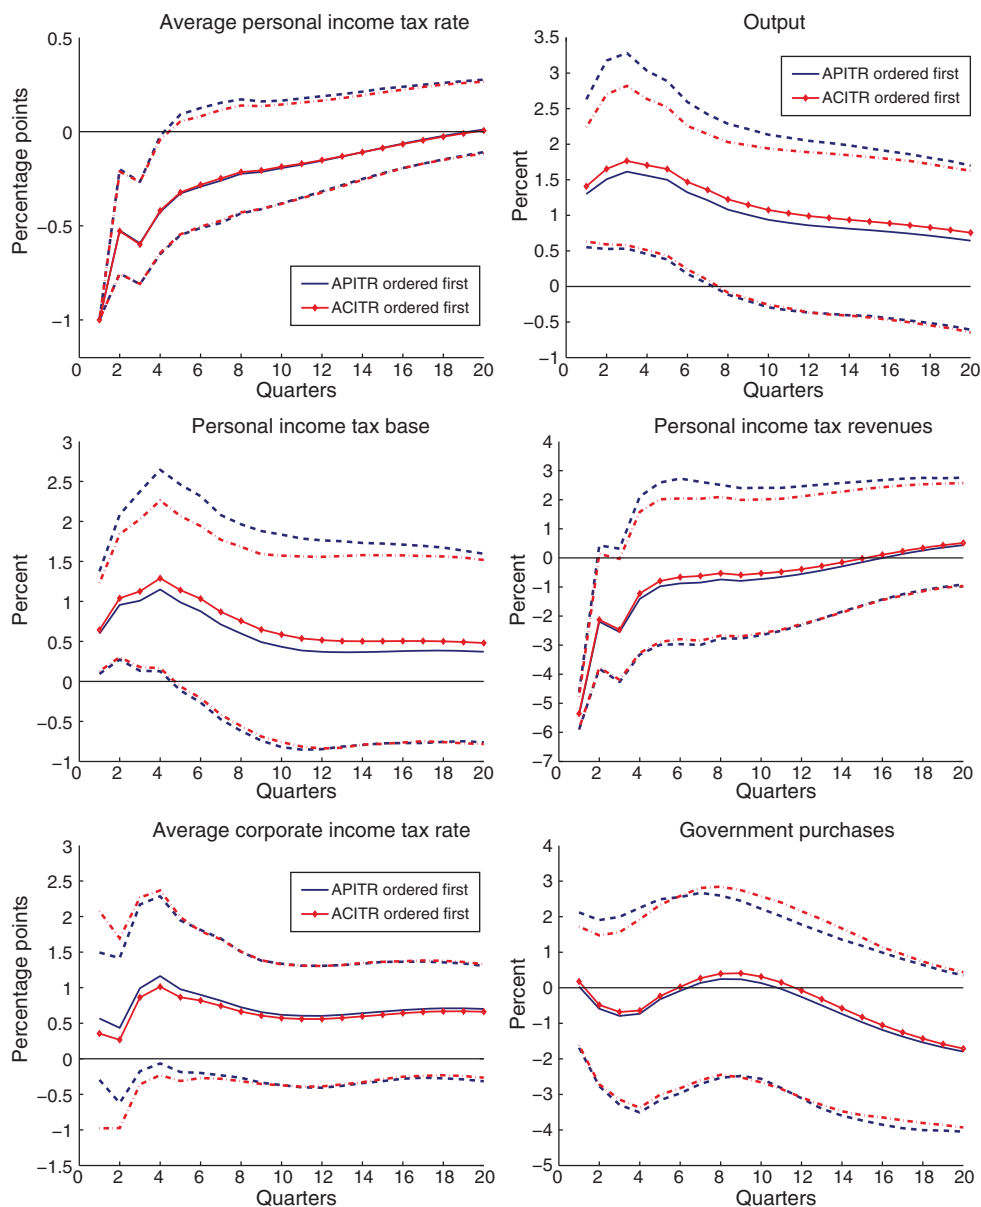 Average personal income tax rate
Percentage points
0.5
0
−0.5
−1
0 2 4 6 8 10 12 14 16 18 20
Quarters
APITR ordered first
ACITR ordered first
Output
Percent
3.5
3
2.5
2
1.5
1
0.5
0
−0.5
−1
0 2 4 6 8 10 12 14 16 18 20
Quarters
APITR ordered first
ACITR ordered first
Personal income tax base
Percent
3
2.5
2
1.5
1
0.5
0
−0.5
−1
0 2 4 6 8 10 12 14 16 18 20
Quarters
Personal income tax revenues
Percent
4
3
2
1
0
−1
−2
−3
−4
−5
−6
−7
0 2 4 6 8 10 12 14 16 18 20
Quarters
Average corporate income tax rate
Percentage points
3
2.5
2
1.5
1
0.5
0
−0.5
−1
−1.5
0 2 4 6 8 10 12 14 16 18 20
Quarters
APITR ordered first
ACITR ordered first
Government purchases
Percent
4
3
2
1
0
−1
−2
−3
−4
−5
0 2 4 6 8 10 12 14 16 18 20
Quarters